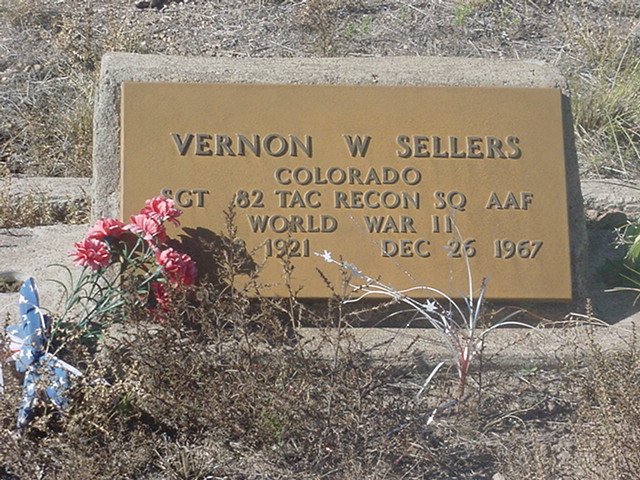 VERNON W SELLERS
COLORADO
SGT 82 TAC RECON SQ AAF
WORLD WAR II
1921 DEC 26 1967